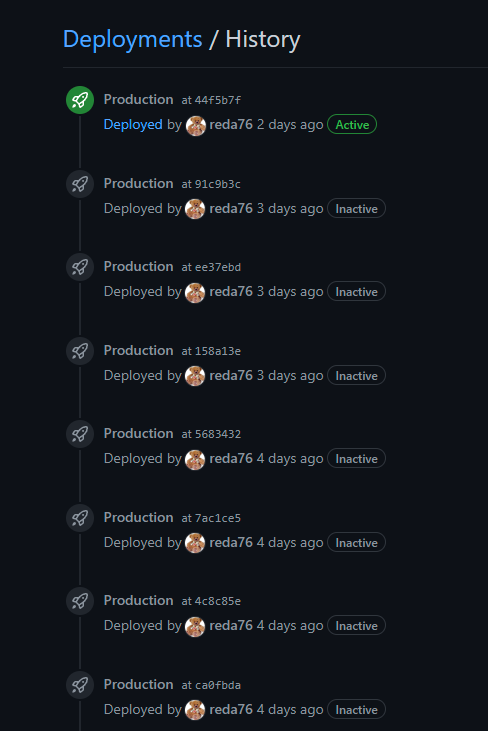 Deployments / History
Production at 44f5b7f
Deployed by reda76 2 days ago Active
Production at 91c9b3c
Deployed by reda76 3 days ago Inactive
Production at ee37ebd
Deployed by reda76 3 days ago Inactive
Production at 158a13e
Deployed by reda76 3 days ago Inactive
Production at 5683432
Deployed by reda76 4 days ago Inactive
Production at 7ac1ce5
Deployed by reda76 4 days ago Inactive
Production at 4c8c85e
Deployed by reda76 4 days ago Inactive
Production at ca0fbda
Deployed by reda76 4 days ago Inactive